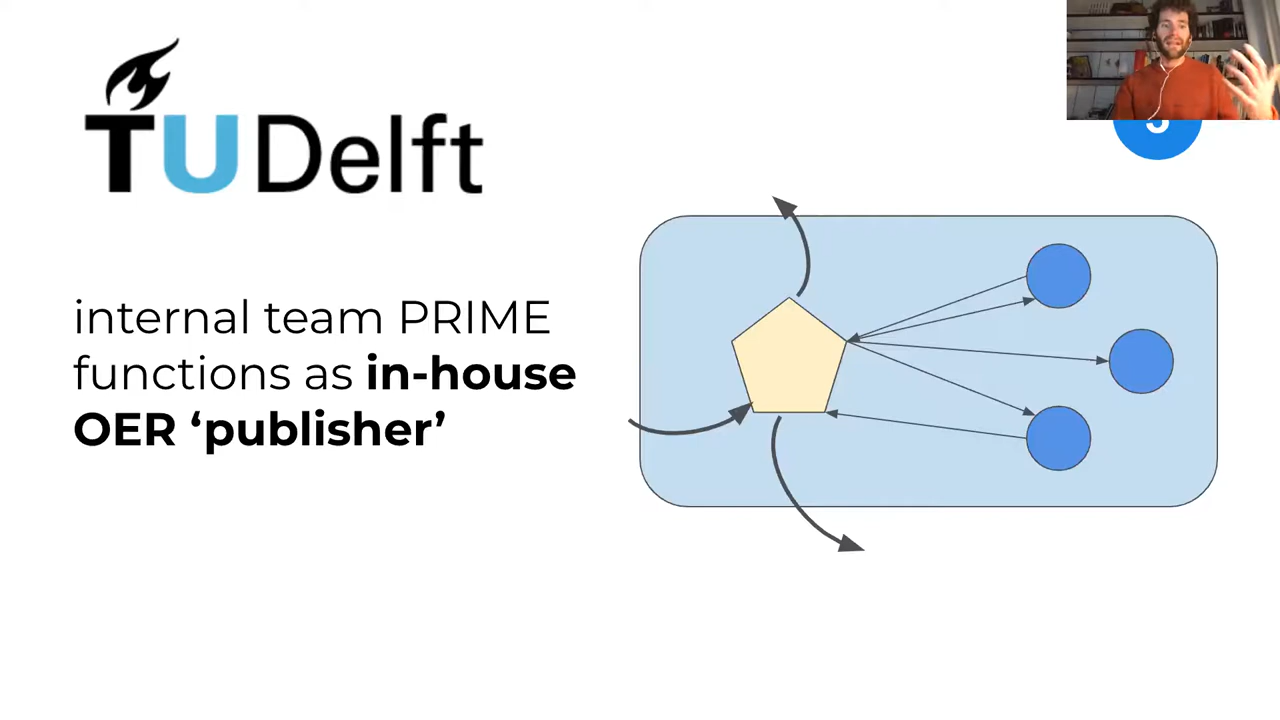 TU Delft
internal team PRIME
functions as in-house
OER ‘publisher’